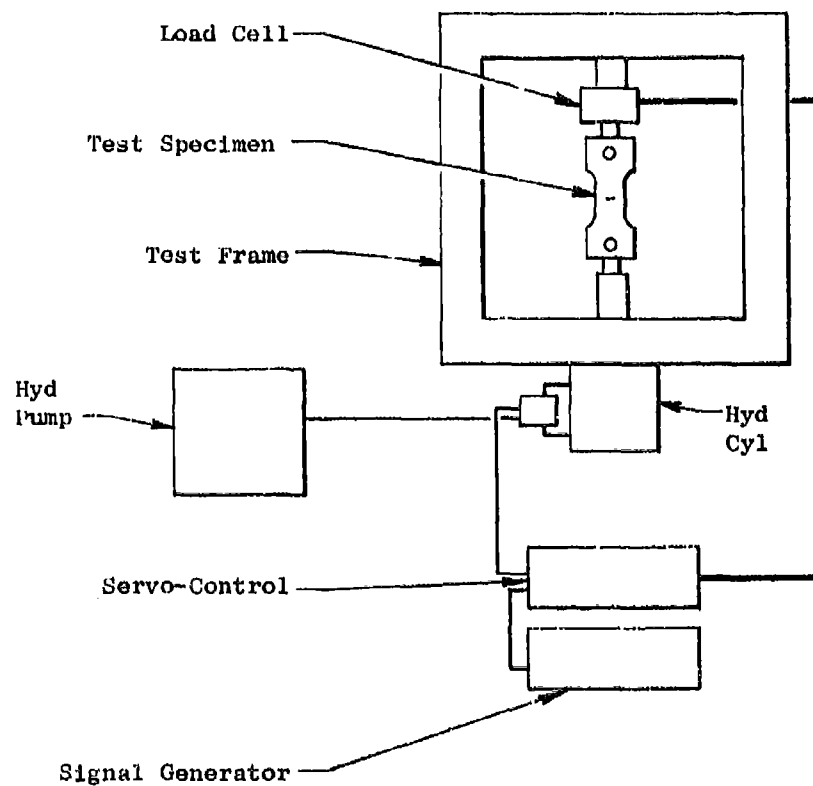 Load Cell
Test Specimen
Test Frame
Hyd
Pump
Hyd
Cyl
Servo-Control
Signal Generator